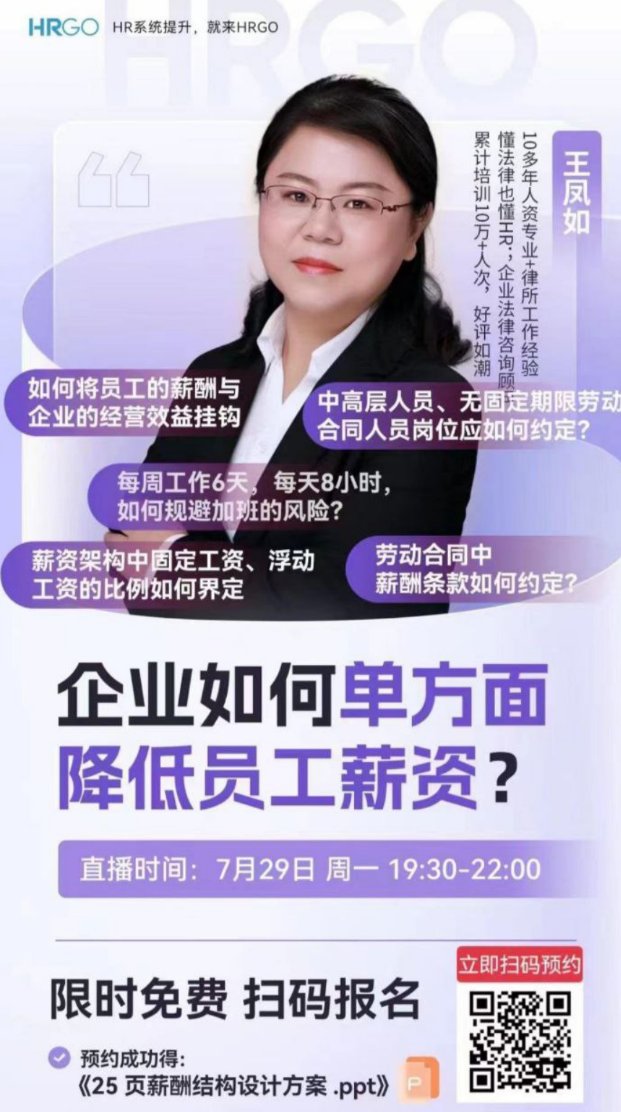 HRGO HR系统提升，就来HRGO
HRGO
王凤如
10多年人资专业+律所工作经验
懂法律也懂HR，企业法律咨询顾
累计培训10万+人次，好评如潮
如何将员工的薪酬与
企业的经营效益挂钩
中高层人员、无固定期限劳动
合同人员岗位应如何约定?
每周工作6天，每天8小时，
如何规避加班的风险?
薪资架构中固定工资、浮动
工资的比例如何界定
劳动合同中
薪酬条款如何约定?
企业如何单方面
降低员工薪资?
直播时间：7月29日 周一 19:30-22:00
立即扫码预约
限时免费 扫码报名
预约成功得:
《25 页薪酬结构设计方案 .ppt》
P